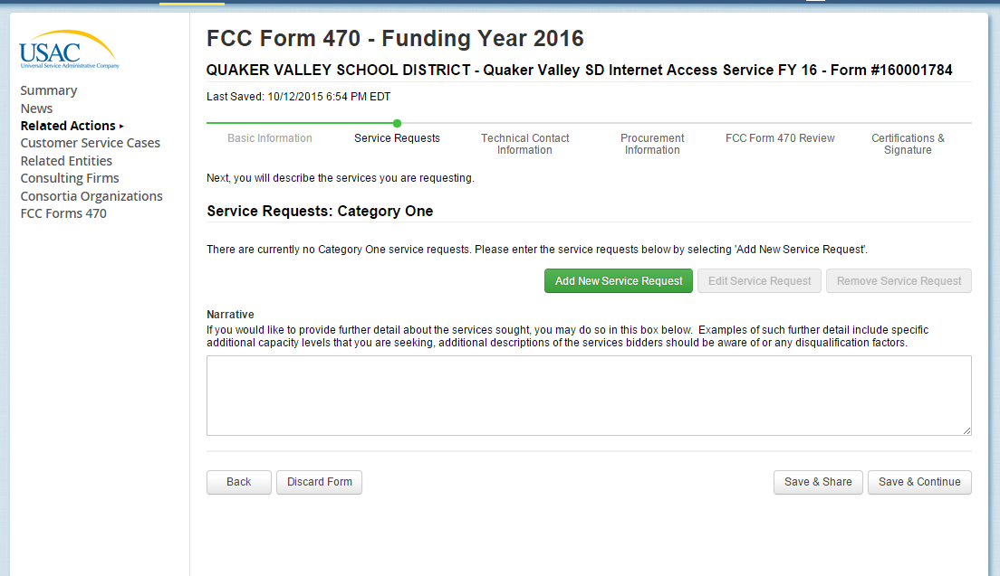 USAC
Universal Service Administrative Company
Summary
News
Related Actions ▸
Customer Service Cases
Related Entities
Consulting Firms
Consortia Organizations
FCC Forms 470
FCC Form 470 - Funding Year 2016
QUAKER VALLEY SCHOOL DISTRICT - Quaker Valley SD Internet Access Service FY 16 - Form #160001784
Last Saved: 10/12/2015 6:54 PM EDT
Basic Information
Service Requests
Technical Contact
Information
Procurement
Information
FCC Form 470 Review
Certifications &
Signature
Next, you will describe the services you are requesting.
Service Requests: Category One
There are currently no Category One service requests. Please enter the service requests below by selecting 'Add New Service Request'.
Add New Service Request
Edit Service Request
Remove Service Request
Narrative
If you would like to provide further detail about the services sought, you may do so in this box below.  Examples of such further detail include specific
additional capacity levels that you are seeking, additional descriptions of the services bidders should be aware of or any disqualification factors.
Back
Discard Form
Save & Share
Save & Continue